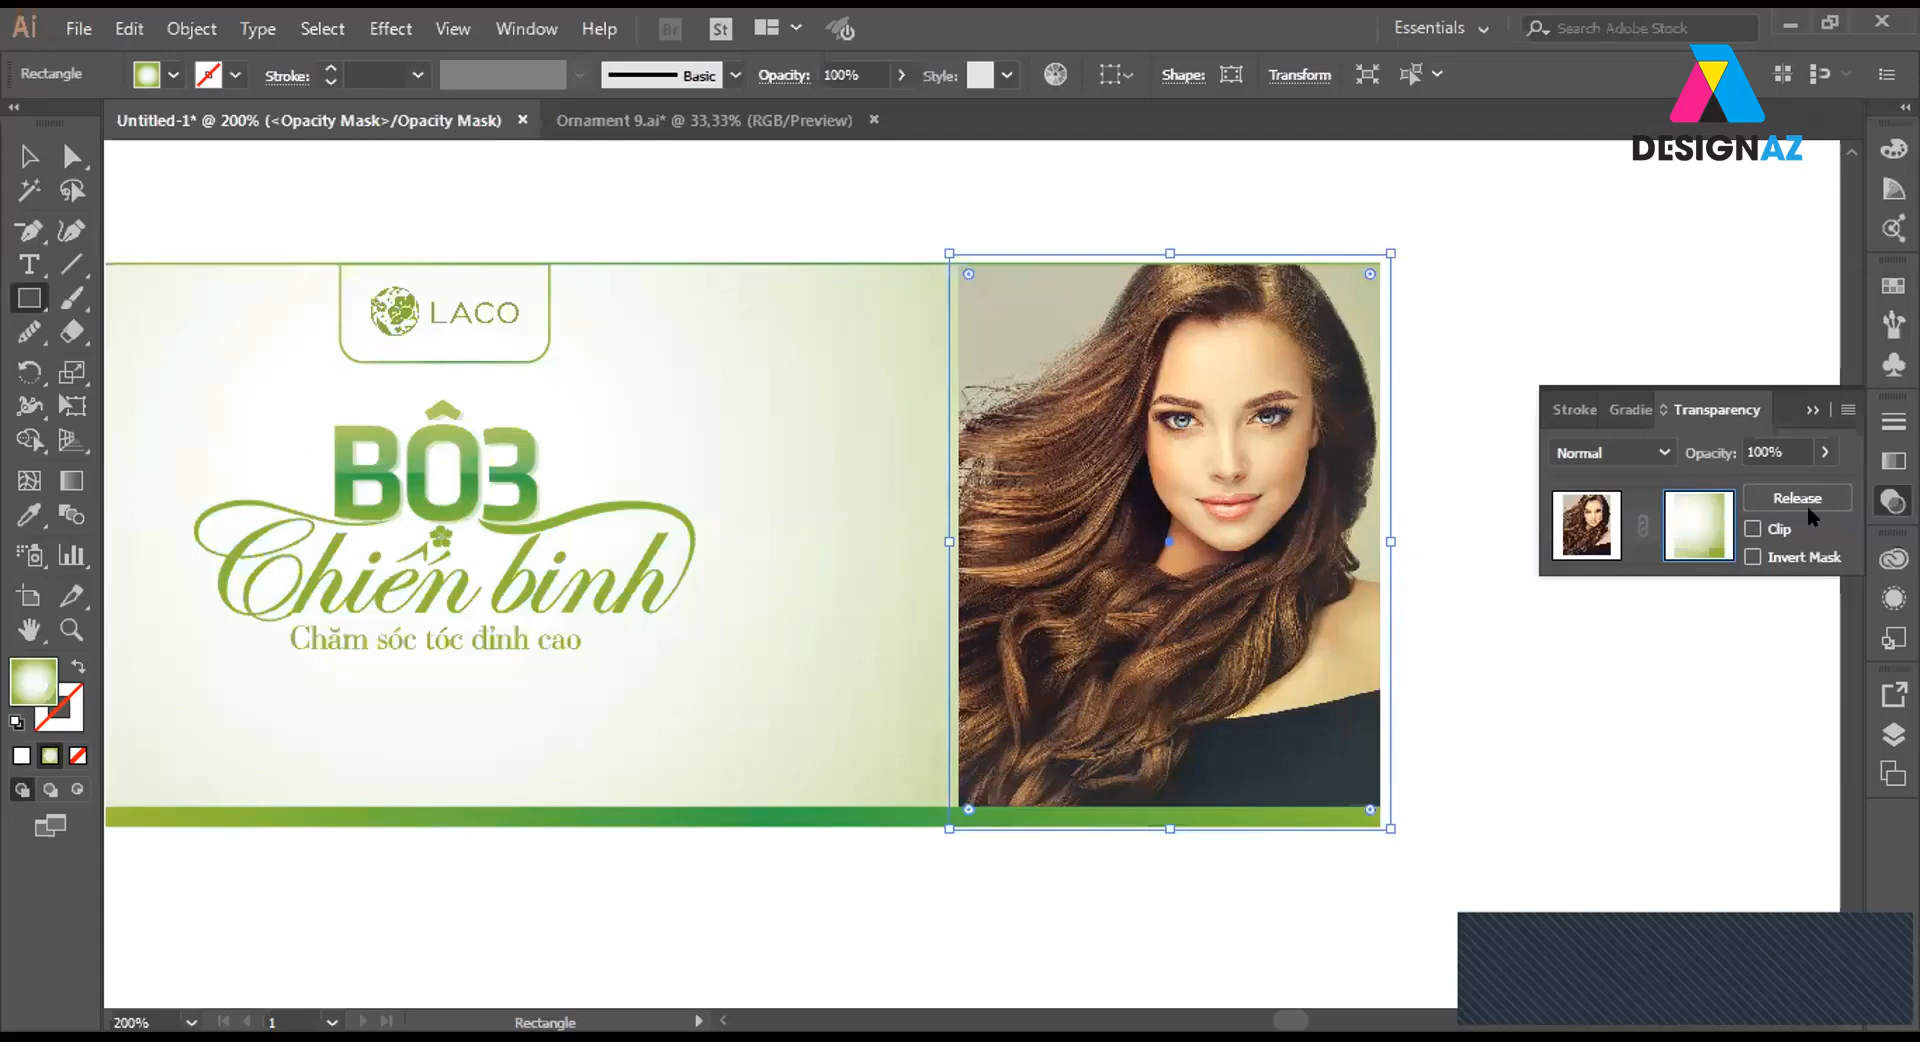 Ai File Edit Object Type Select Effect View Window Help Br St Essentials Search Adobe Stock
Rectangle Stroke: Basic Opacity: 100% Style: Shape: Transform
Untitled-1* @ 200% (<Opacity Mask>/Opacity Mask) Ornament 9.ai* @ 33,33% (RGB/Preview)
DESIGNAZ
LACO
BỘ3
Chiến binh
Chăm sóc tóc đỉnh cao
Stroke Gradie Transparency
Normal Opacity: 100%
Release
Clip
Invert Mask
200% 1 Rectangle